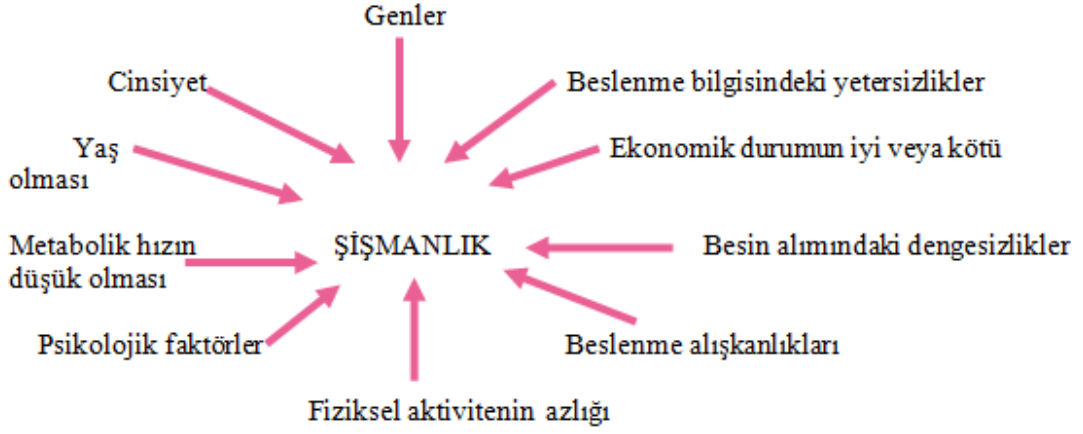 Genler
Cinsiyet
Beslenme bilgisindeki yetersizlikler
Yaş
Ekonomik durumun iyi veya kötü
olması
Metabolik hızın
düşük olması
ŞİŞMANLIK
Besin alımındaki dengesizlikler
Psikolojik faktörler
Beslenme alışkanlıkları
Fiziksel aktivitenin azlığı